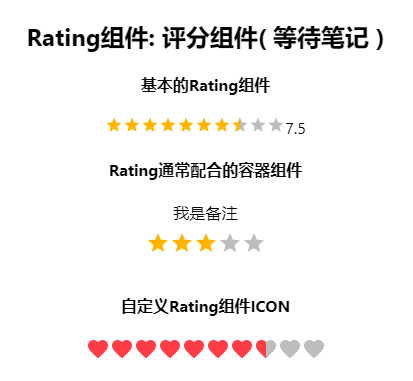 Rating组件: 评分组件( 等待笔记 )
基本的Rating组件
7.5
Rating通常配合的容器组件
我是备注
自定义Rating组件ICON